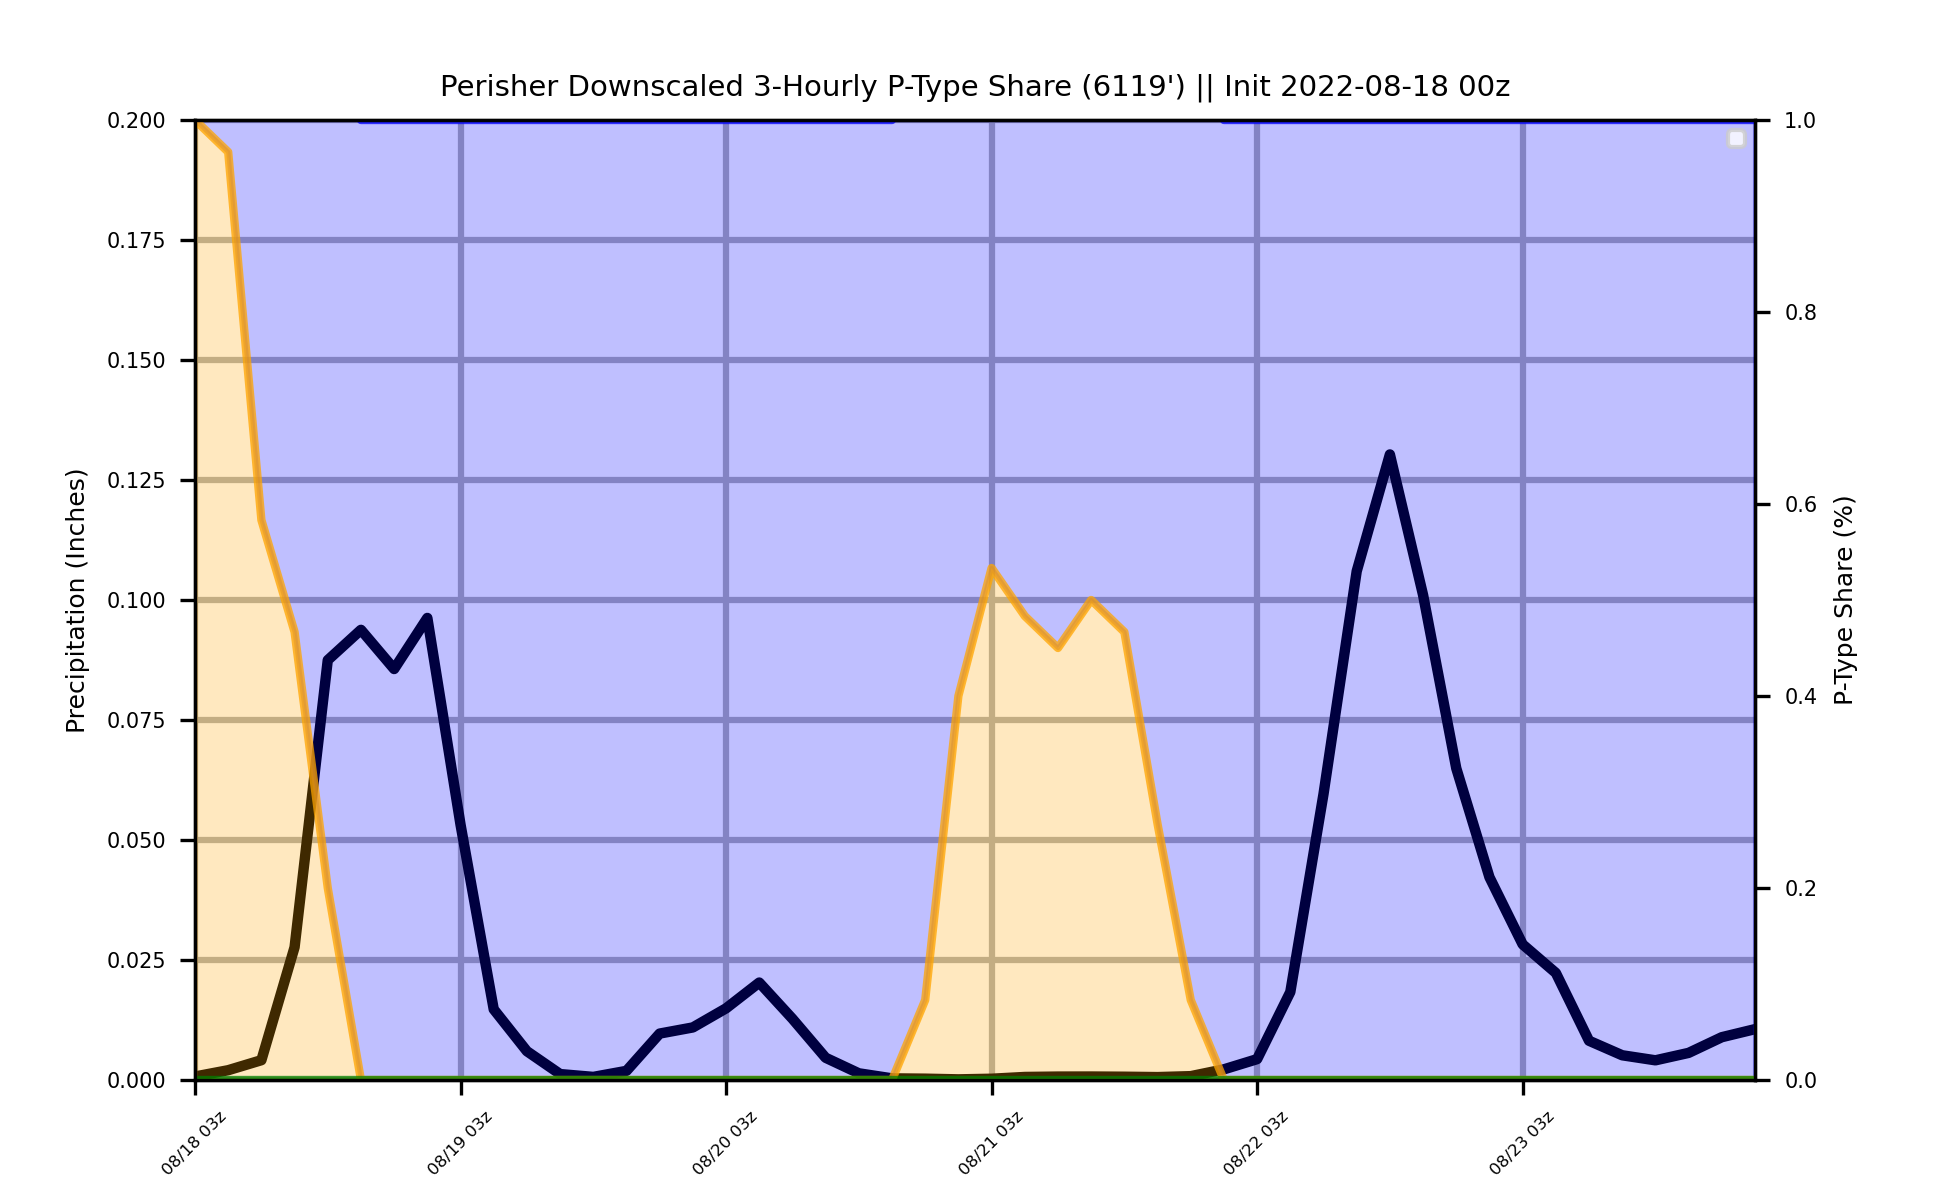 Perisher Downscaled 3-Hourly P-Type Share (6119') || Init 2022-08-18 00z
0.200
0.175
0.150
0.125
0.100
0.075
0.050
0.025
0.000
Precipitation (Inches)
1.0
0.8
0.6
0.4
0.2
0.0
P-Type Share (%)
08/18 03z
08/19 03z
08/20 03z
08/21 03z
08/22 03z
08/23 03z